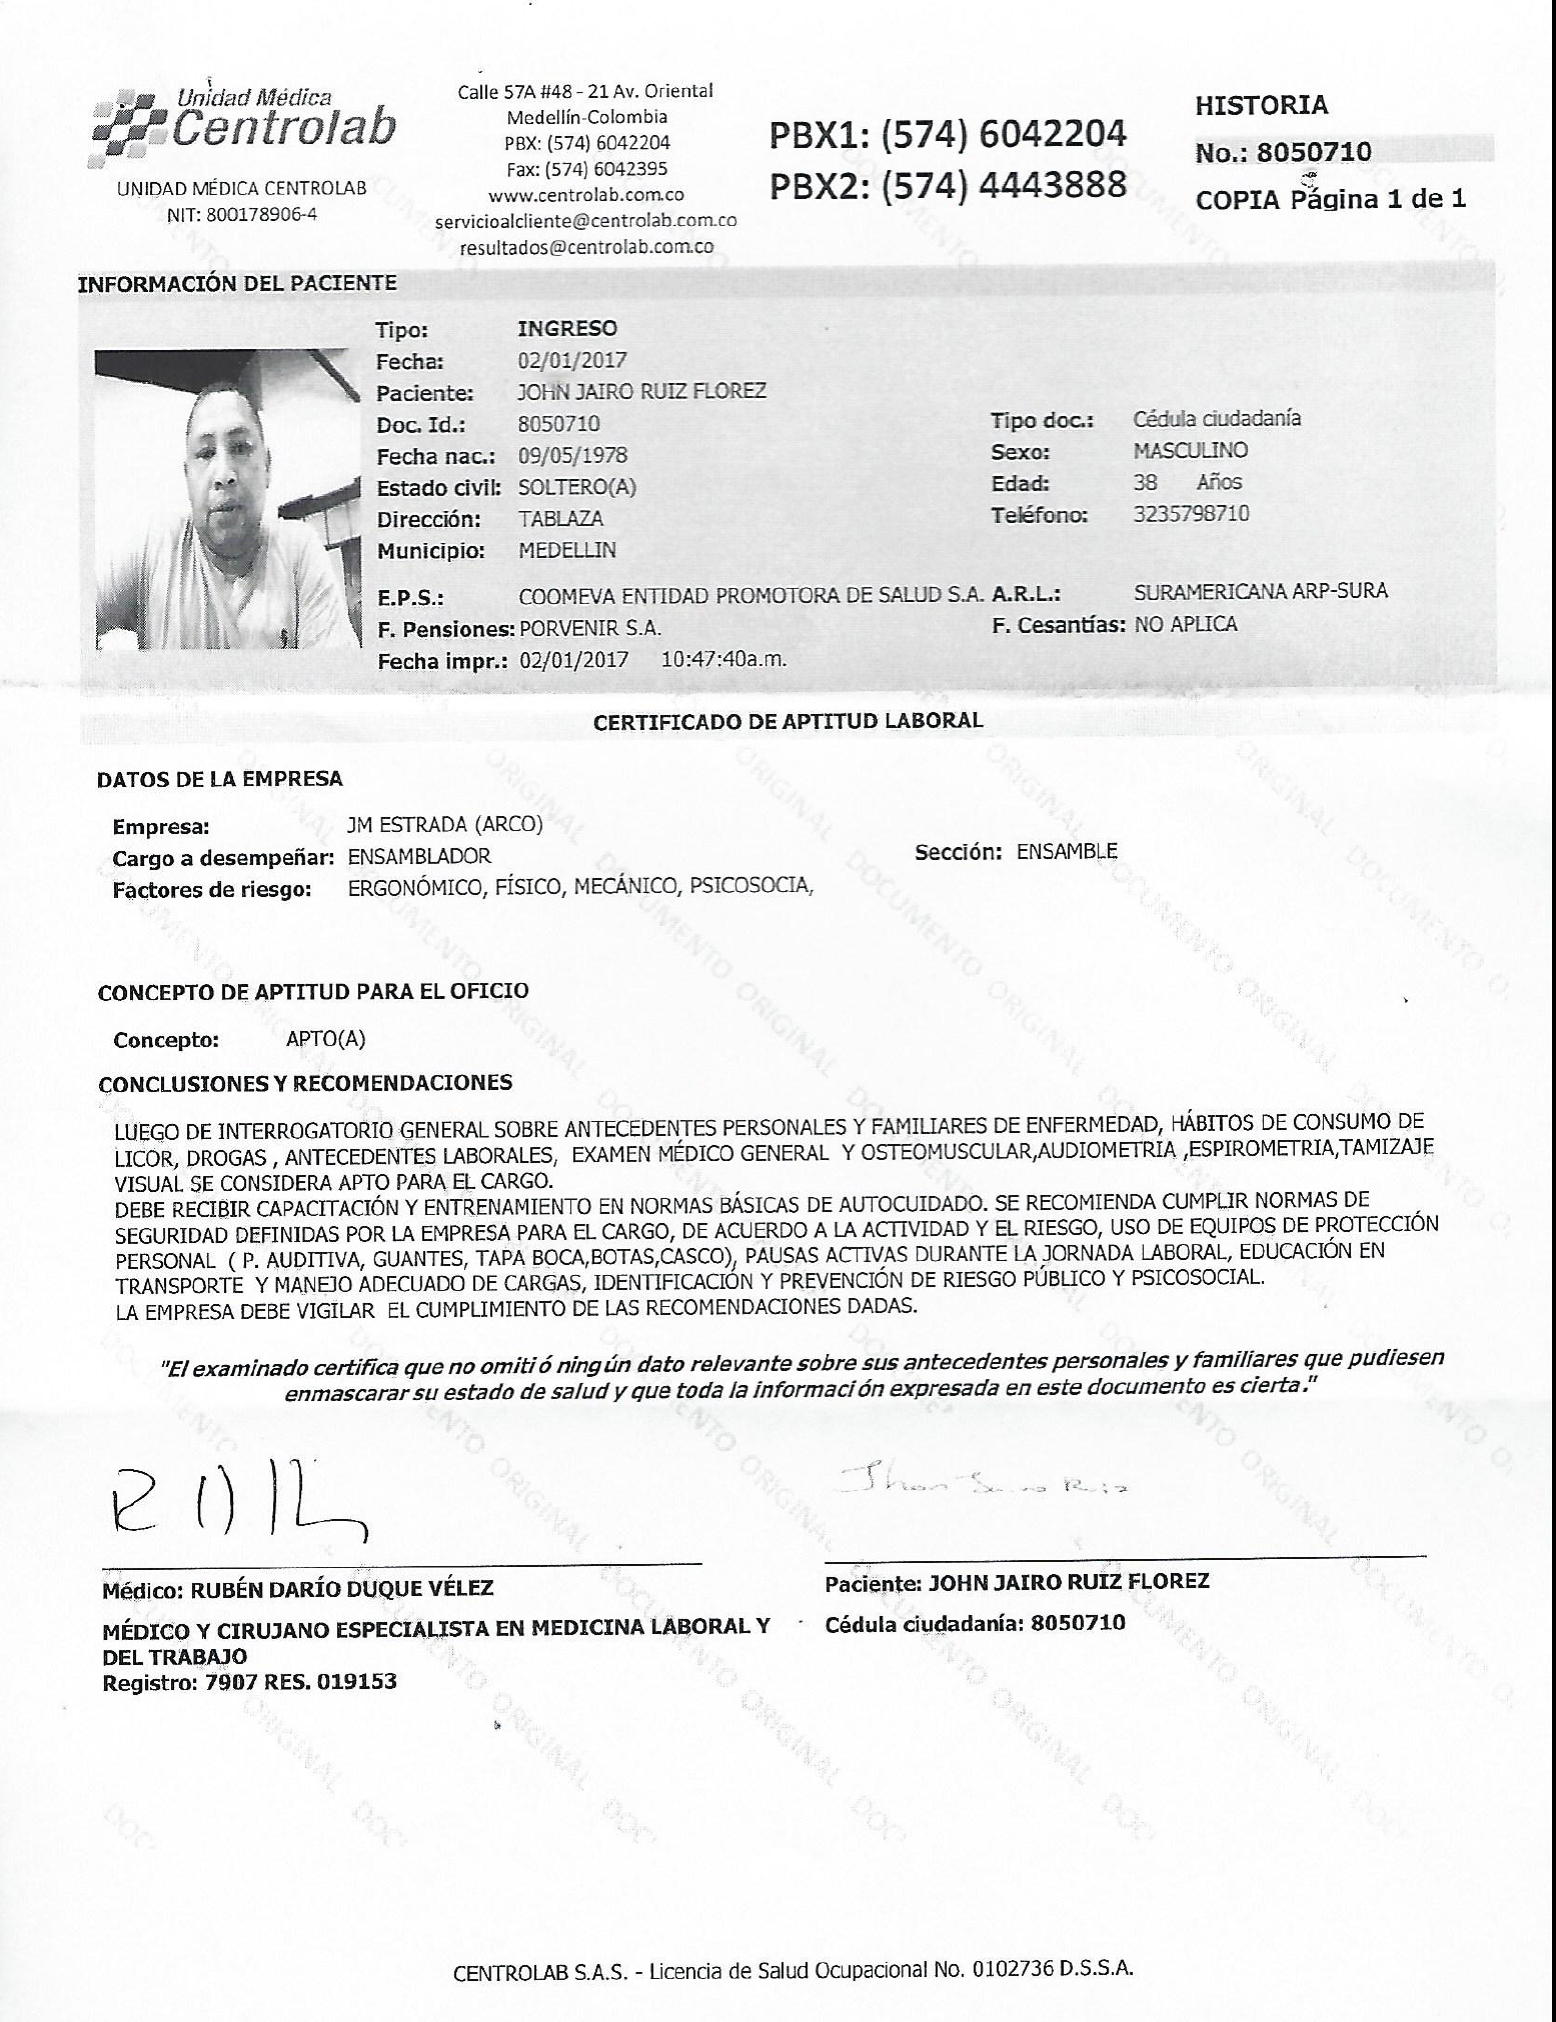 Unidad Médica
Centrolab
UNIDAD MÉDICA CENTROLAB
NIT: 800178906-4
Calle 57A #48 - 21 Av. Oriental
Medellín-Colombia
PBX: (574) 6042204
Fax: (574) 6042395
www.centrolab.com.co
servicioalcliente@centrolab.com.co
resultados@centrolab.com.co
PBX1: (574) 6042204
PBX2: (574) 4443888
HISTORIA
No.: 8050710
COPIA Página 1 de 1
INFORMACIÓN DEL PACIENTE
Tipo: INGRESO
Fecha: 02/01/2017
Paciente: JOHN JAIRO RUIZ FLOREZ
Doc. Id.: 8050710 Tipo doc.: Cédula ciudadanía
Fecha nac.: 09/05/1978 Sexo: MASCULINO
Estado civil: SOLTERO(A) Edad: 38 Años
Dirección: TABLAZA Teléfono: 3235798710
Municipio: MEDELLIN
E.P.S.: COOMEVA ENTIDAD PROMOTORA DE SALUD S.A. A.R.L.: SURAMERICANA ARP-SURA
F. Pensiones: PORVENIR S.A. F. Cesantías: NO APLICA
Fecha impr.: 02/01/2017 10:47:40a.m.
CERTIFICADO DE APTITUD LABORAL
DATOS DE LA EMPRESA
Empresa: JM ESTRADA (ARCO)
Cargo a desempeñar: ENSAMBLADOR Sección: ENSAMBLE
Factores de riesgo: ERGONÓMICO, FÍSICO, MECÁNICO, PSICOSOCIA,
CONCEPTO DE APTITUD PARA EL OFICIO
Concepto: APTO(A)
CONCLUSIONES Y RECOMENDACIONES
LUEGO DE INTERROGATORIO GENERAL SOBRE ANTECEDENTES PERSONALES Y FAMILIARES DE ENFERMEDAD, HÁBITOS DE CONSUMO DE
LICOR, DROGAS , ANTECEDENTES LABORALES, EXAMEN MÉDICO GENERAL Y OSTEOMUSCULAR,AUDIOMETRIA ,ESPIROMETRIA,TAMIZAJE
VISUAL SE CONSIDERA APTO PARA EL CARGO.
DEBE RECIBIR CAPACITACIÓN Y ENTRENAMIENTO EN NORMAS BÁSICAS DE AUTOCUIDADO. SE RECOMIENDA CUMPLIR NORMAS DE
SEGURIDAD DEFINIDAS POR LA EMPRESA PARA EL CARGO, DE ACUERDO A LA ACTIVIDAD Y EL RIESGO, USO DE EQUIPOS DE PROTECCIÓN
PERSONAL ( P. AUDITIVA, GUANTES, TAPA BOCA,BOTAS,CASCO), PAUSAS ACTIVAS DURANTE LA JORNADA LABORAL, EDUCACIÓN EN
TRANSPORTE Y MANEJO ADECUADO DE CARGAS, IDENTIFICACIÓN Y PREVENCIÓN DE RIESGO PÚBLICO Y PSICOSOCIAL.
LA EMPRESA DEBE VIGILAR EL CUMPLIMIENTO DE LAS RECOMENDACIONES DADAS.
"El examinado certifica que no omitió ningún dato relevante sobre sus antecedentes personales y familiares que pudiesen
enmascarar su estado de salud y que toda la información expresada en este documento es cierta."
Médico: RUBÉN DARÍO DUQUE VÉLEZ
MÉDICO Y CIRUJANO ESPECIALISTA EN MEDICINA LABORAL Y
DEL TRABAJO
Registro: 7907 RES. 019153
Paciente: JOHN JAIRO RUIZ FLOREZ
Cédula ciudadanía: 8050710
CENTROLAB S.A.S. - Licencia de Salud Ocupacional No. 0102736 D.S.S.A.